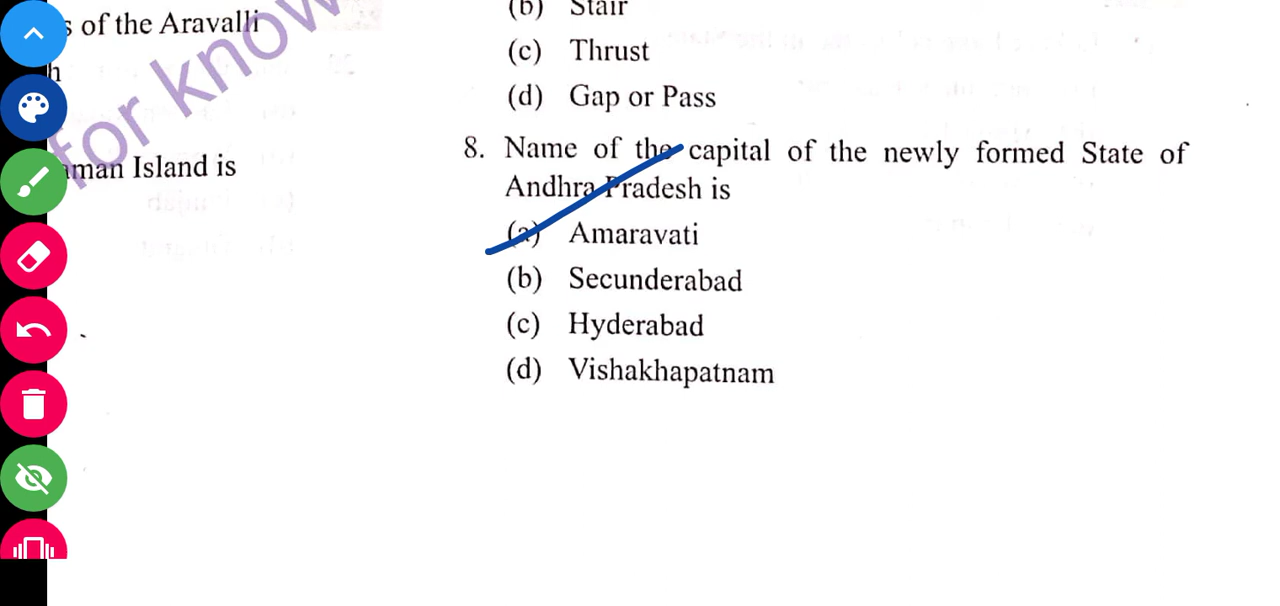 s of the Aravalli
h
aman Island is
for know
(b) Stair
(c) Thrust
(d) Gap or Pass
8. Name of the capital of the newly formed State of
Andhra Pradesh is
(a) Amaravati
(b) Secunderabad
(c) Hyderabad
(d) Vishakhapatnam